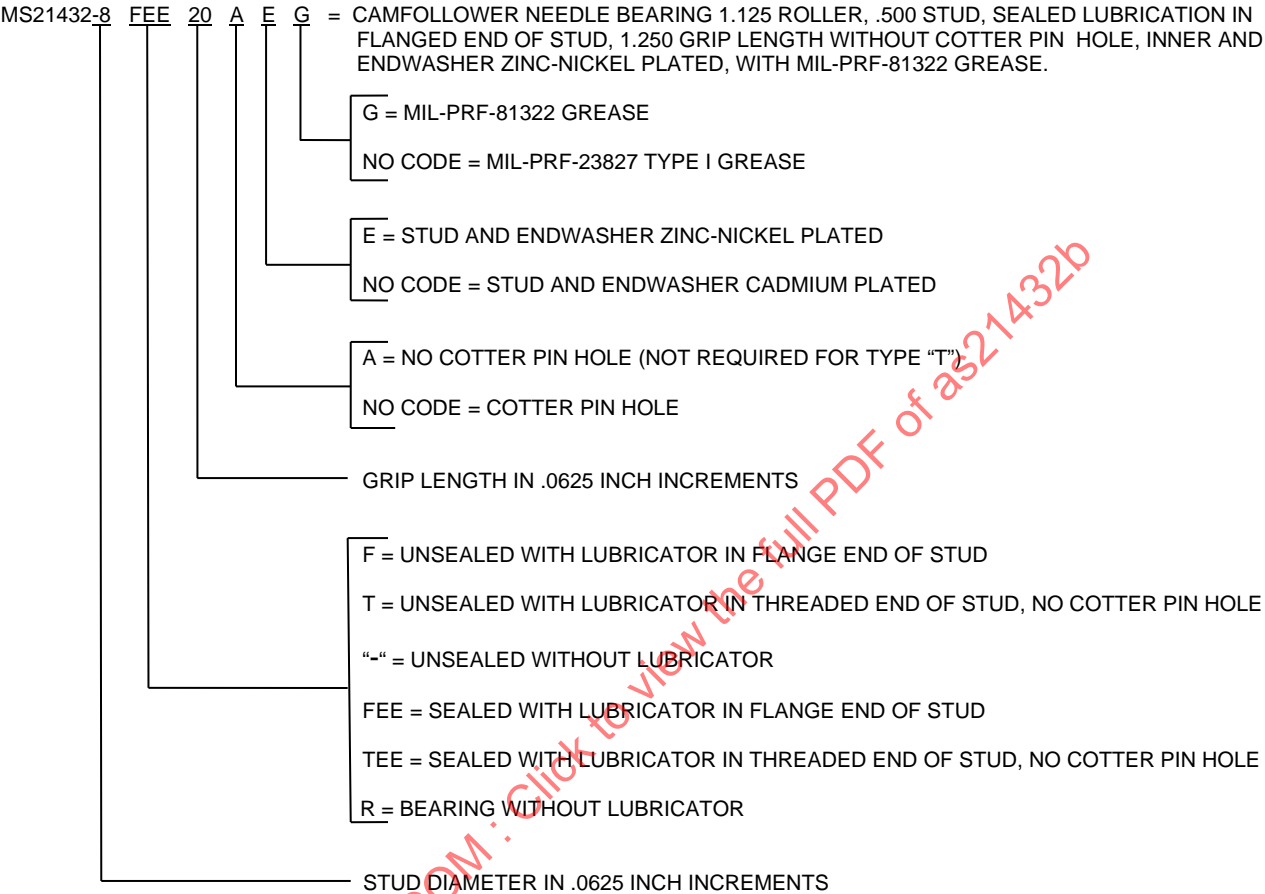 MS21432-8 FEE 20 A E G = CAMFOLLOWER NEEDLE BEARING 1.125 ROLLER, .500 STUD, SEALED LUBRICATION IN
FLANGED END OF STUD, 1.250 GRIP LENGTH WITHOUT COTTER PIN HOLE, INNER AND
ENDWASHER ZINC-NICKEL PLATED, WITH MIL-PRF-81322 GREASE.
G = MIL-PRF-81322 GREASE
NO CODE = MIL-PRF-23827 TYPE I GREASE
E = STUD AND ENDWASHER ZINC-NICKEL PLATED
NO CODE = STUD AND ENDWASHER CADMIUM PLATED
A = NO COTTER PIN HOLE (NOT REQUIRED FOR TYPE “T”)
NO CODE = COTTER PIN HOLE
GRIP LENGTH IN .0625 INCH INCREMENTS
F = UNSEALED WITH LUBRICATOR IN FLANGE END OF STUD
T = UNSEALED WITH LUBRICATOR IN THREADED END OF STUD, NO COTTER PIN HOLE
“-“ = UNSEALED WITHOUT LUBRICATOR
FEE = SEALED WITH LUBRICATOR IN FLANGE END OF STUD
TEE = SEALED WITH LUBRICATOR IN THREADED END OF STUD, NO COTTER PIN HOLE
R = BEARING WITHOUT LUBRICATOR
STUD DIAMETER IN .0625 INCH INCREMENTS
OM : Click to view the full PDF of as21432b